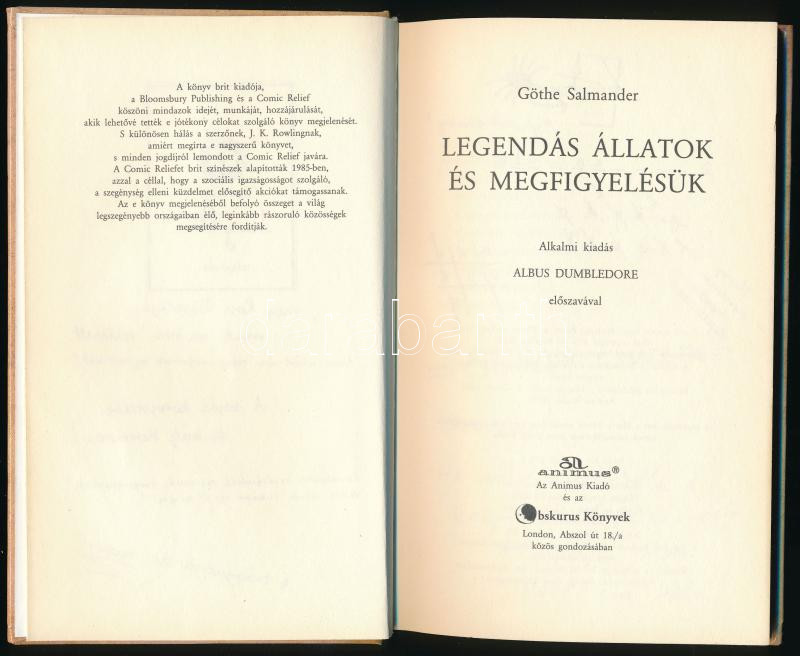 A könyv brit kiadója,
a Bloomsbury Publishing és a Comic Relief
köszöni mindazok idejét, munkáját, hozzájárulását,
akik lehetővé tették e jótékony célokat szolgáló könyv megjelenését.
S különösen hálás a szerzőnek, J. K. Rowlingnak,
amiért megírta e nagyszerű könyvet,
s minden jogdíjról lemondott a Comic Relief javára.
A Comic Reliefet brit színészek alapították 1985-ben,
azzal a céllal, hogy a szociális igazságosságot szolgáló,
a szegénység elleni küzdelmet elősegítő akciókat támogassanak.
Az e könyv megjelenéséből befolyó összeget a világ
legszegényebb országaiban élő, leginkább rászoruló közösségek
megsegítésére fordítják.
Göthe Salmander
LEGENDÁS ÁLLATOK
ÉS MEGFIGYELÉSÜK
Alkalmi kiadás
ALBUS DUMBLEDORE
előszavával
animus®
Az Animus Kiadó
és az
Obskurus Könyvek
London, Abszol út 18./a
közös gondozásában
darabanth